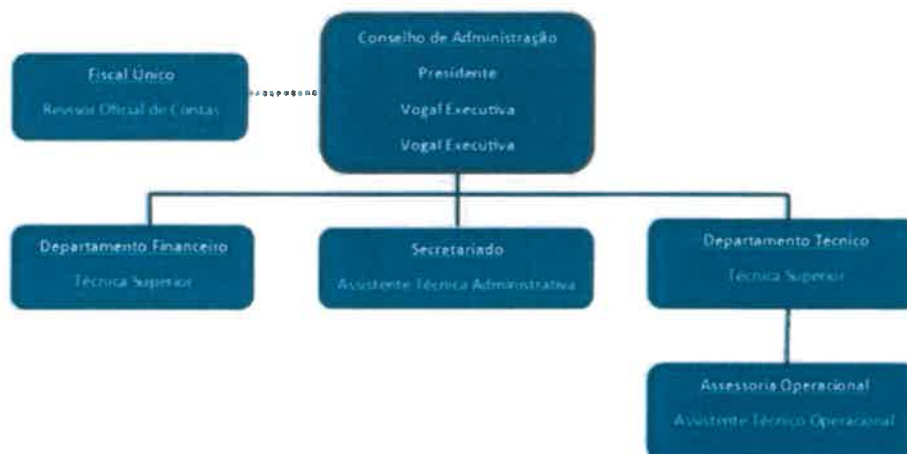 Conselho de Administração
Presidente
Vogal Executiva
Vogal Executiva
Fiscal Único
Revisor Oficial de Contas
Departamento Financeiro
Técnica Superior
Secretariado
Assistente Técnica Administrativa
Departamento Técnico
Técnica Superior
Assessoria Operacional
Assistente Técnico Operacional